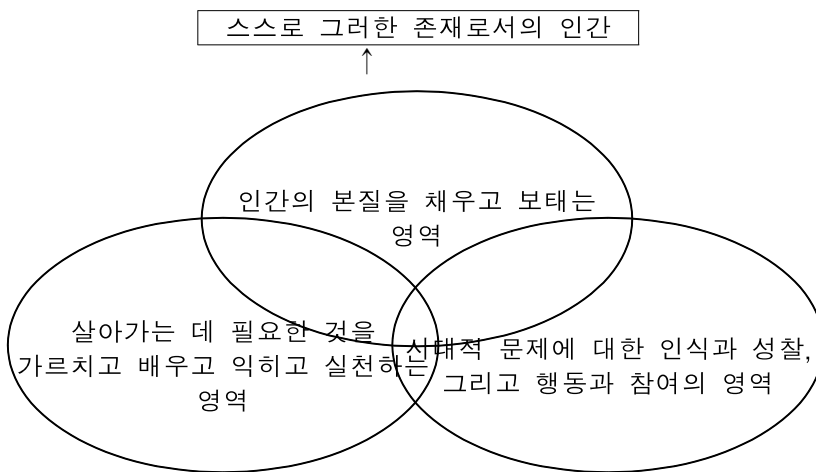 스스로 그러한 존재로서의 인간
인간의 본질을 채우고 보태는
영역
살아가는 데 필요한 것을
가르치고 배우고 익히고 실천하는
영역
시대적 문제에 대한 인식과 성찰,
그리고 행동과 참여의 영역